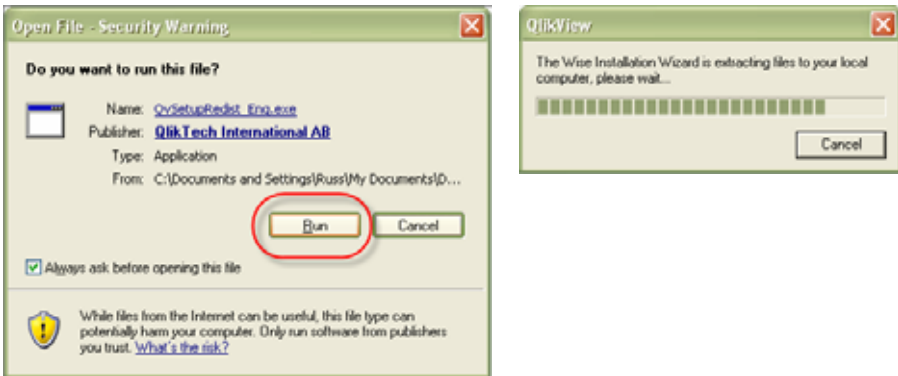 Open File - Security Warning
Do you want to run this file?
Name: QvSetupRedist_Eng.exe
Publisher: QlikTech International AB
Type: Application
From: C:\Documents and Settings\Russ\My Documents\D...
Run Cancel
Always ask before opening this file
While files from the Internet can be useful, this file type can
potentially harm your computer. Only run software from publishers
you trust. What's the risk?
QlikView
The Wise Installation Wizard is extracting files to your local
computer, please wait...
Cancel